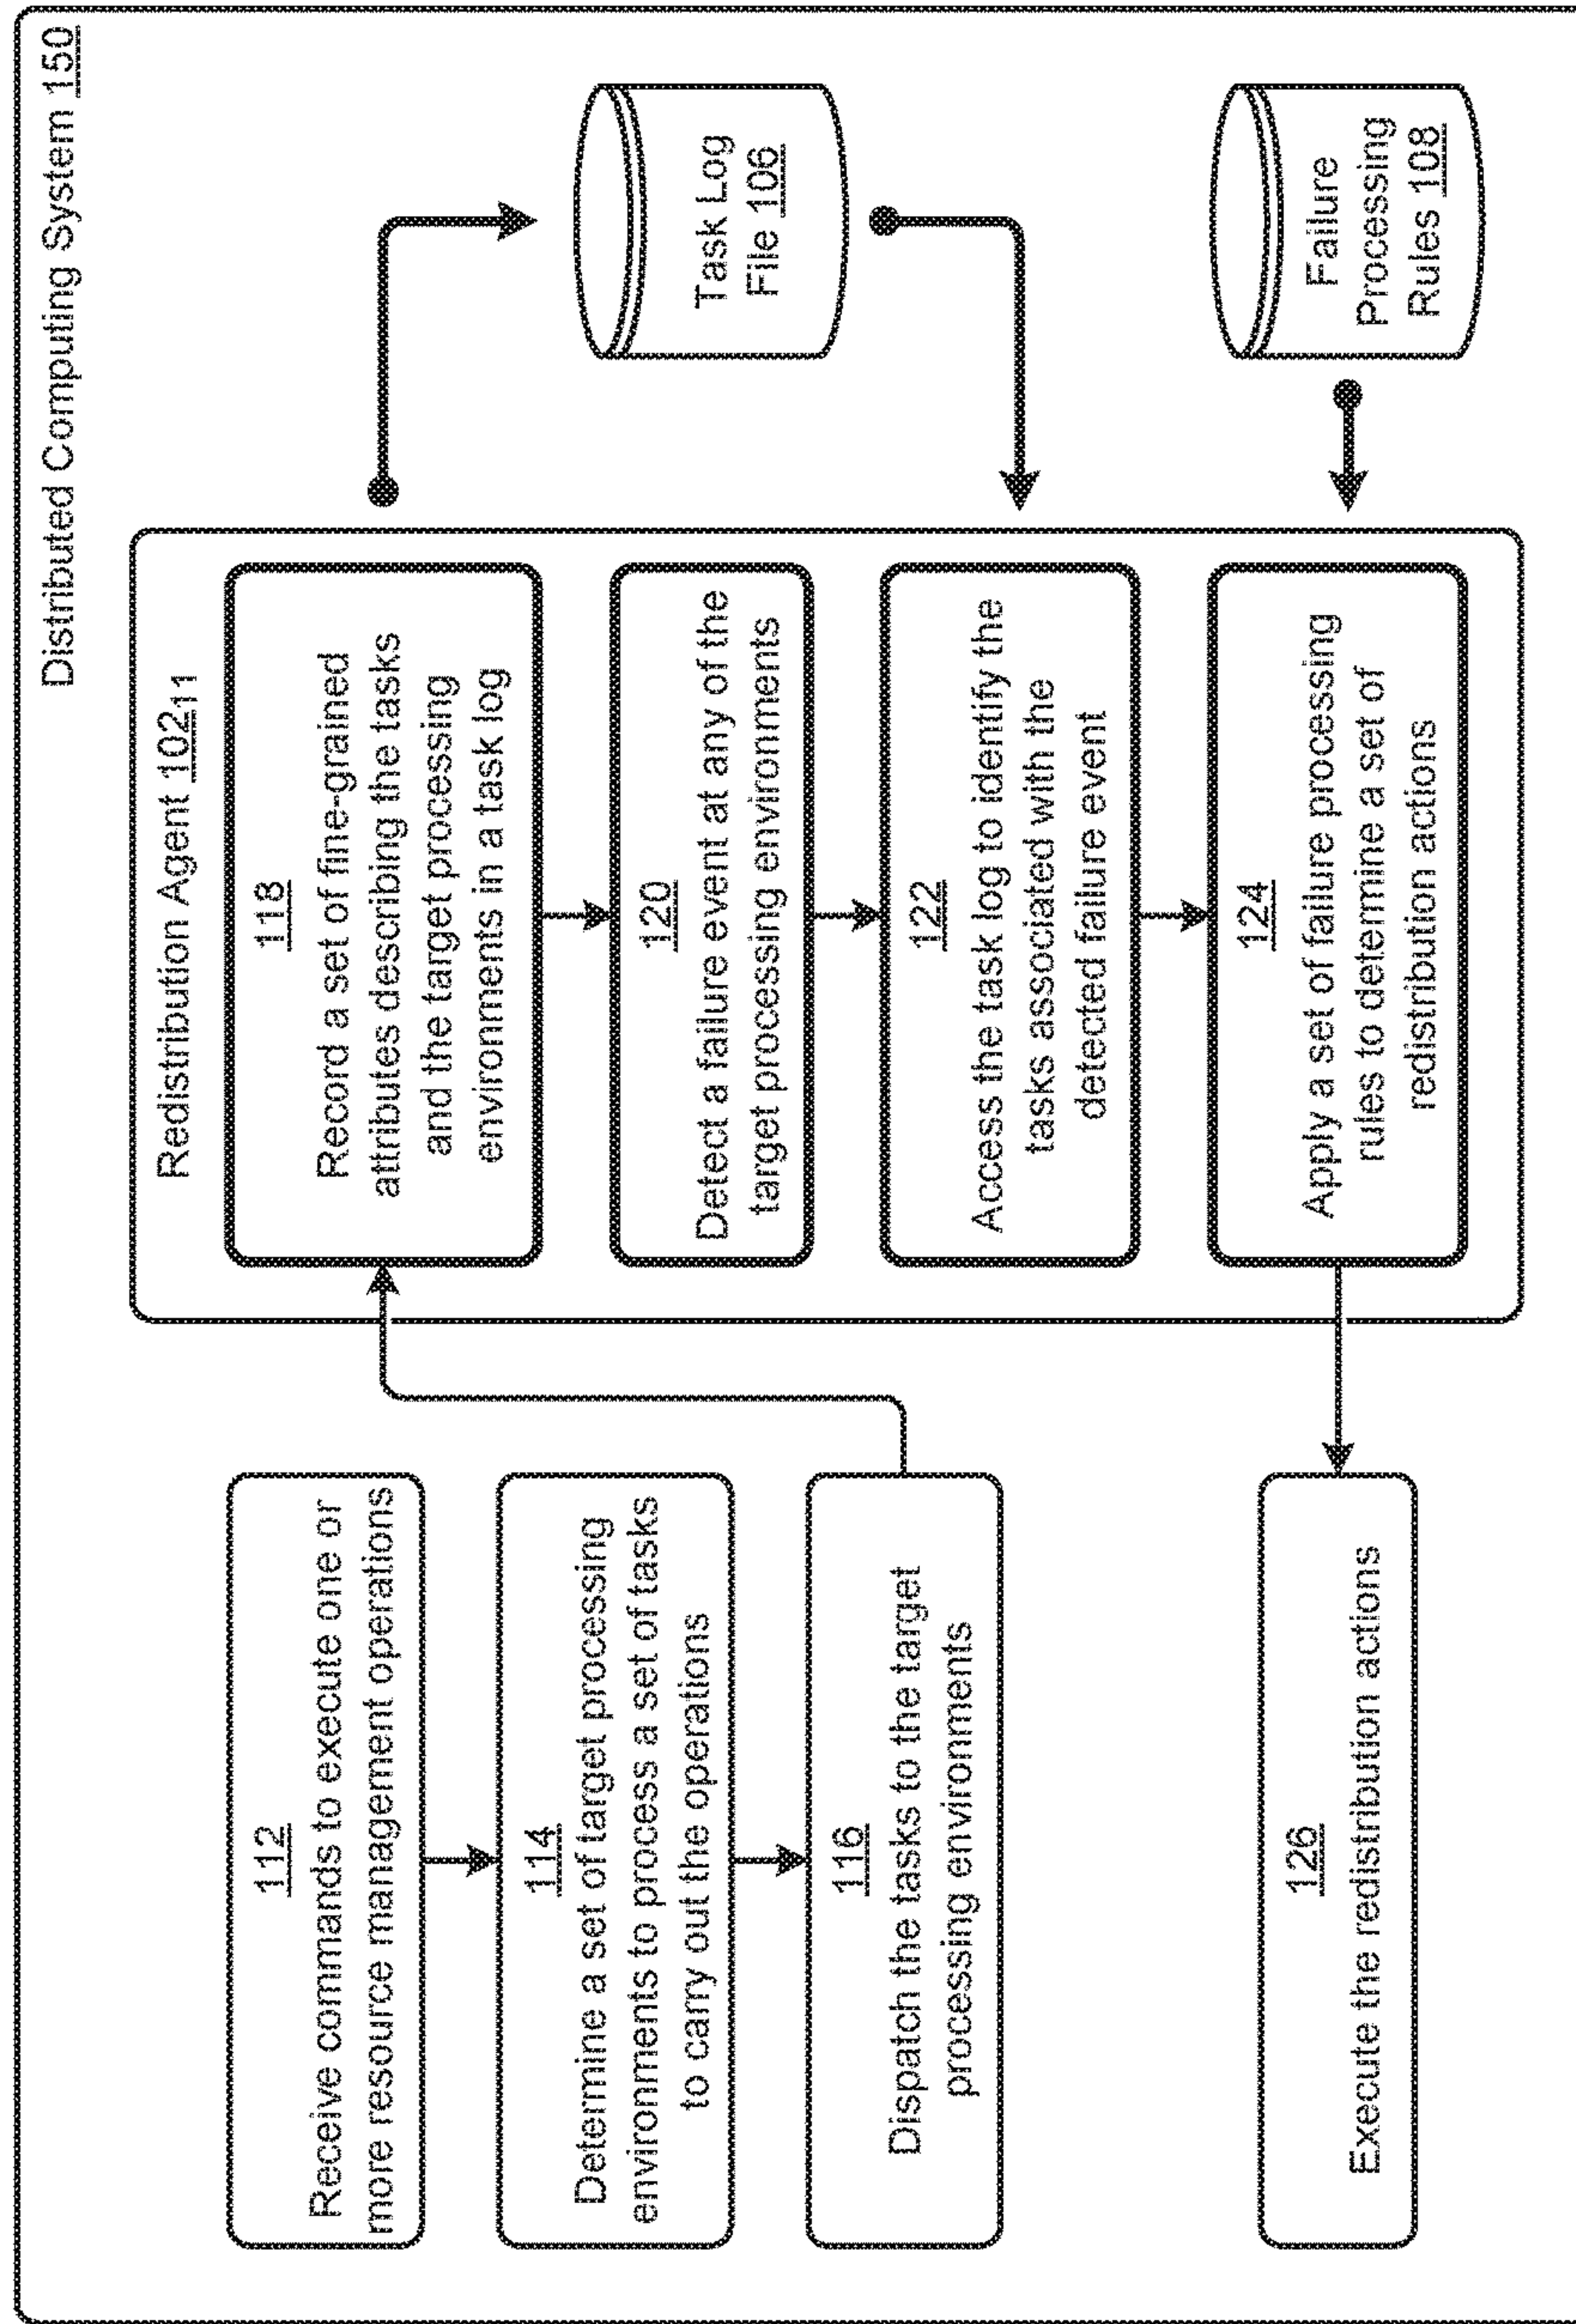 Distributed Computing System 150
112
Receive commands to execute one or
more resource management operations
114
Determine a set of target processing
environments to process a set of tasks
to carry out the operations
116
Dispatch the tasks to the target
processing environments
Redistribution Agent 102₁₁
118
Record a set of fine-grained
attributes describing the tasks
and the target processing
environments in a task log
120
Detect a failure event at any of the
target processing environments
122
Access the task log to identify the
tasks associated with the
detected failure event
124
Apply a set of failure processing
rules to determine a set of
redistribution actions
126
Execute the redistribution actions
Task Log
File 106
Failure
Processing
Rules 108